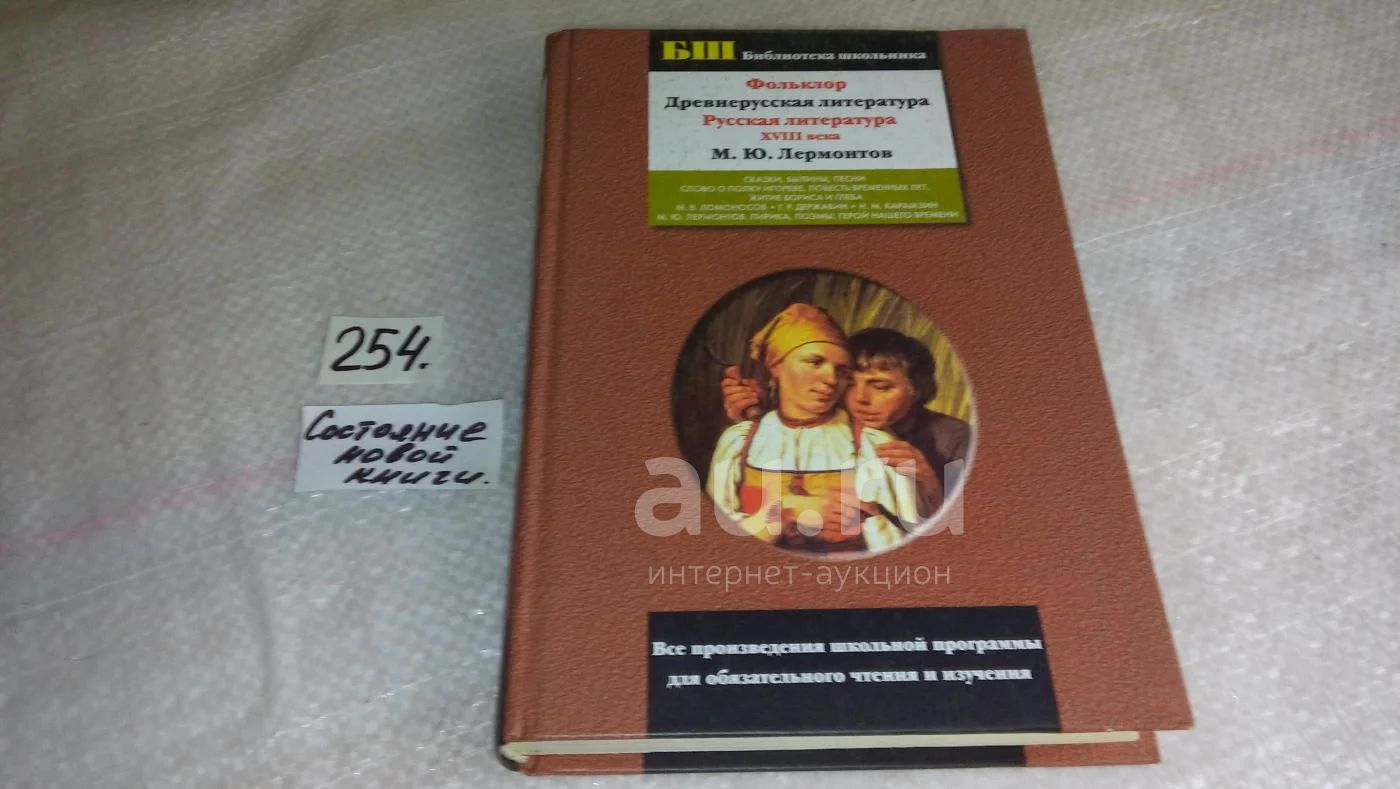 БШ Библиотека школьника
Фольклор
Древнерусская литература
Русская литература
XVIII века
М. Ю. Лермонтов
СКАЗКИ, БЫЛИНЫ, ПЕСНИ
СЛОВО О ПОЛКУ ИГОРЕВЕ, ПОВЕСТЬ ВРЕМЕННЫХ ЛЕТ,
ЖИТИЕ БОРИСА И ГЛЕБА
М. В. ЛОМОНОСОВ • Г. Р. ДЕРЖАВИН • Н. М. КАРАМЗИН
М. Ю. ЛЕРМОНТОВ. ЛИРИКА, ПОЭМЫ, ГЕРОЙ НАШЕГО ВРЕМЕНИ
254.
Состояние
новой
книги.
au.ru
интернет-аукцион
Все произведения школьной программы
для обязательного чтения и изучения